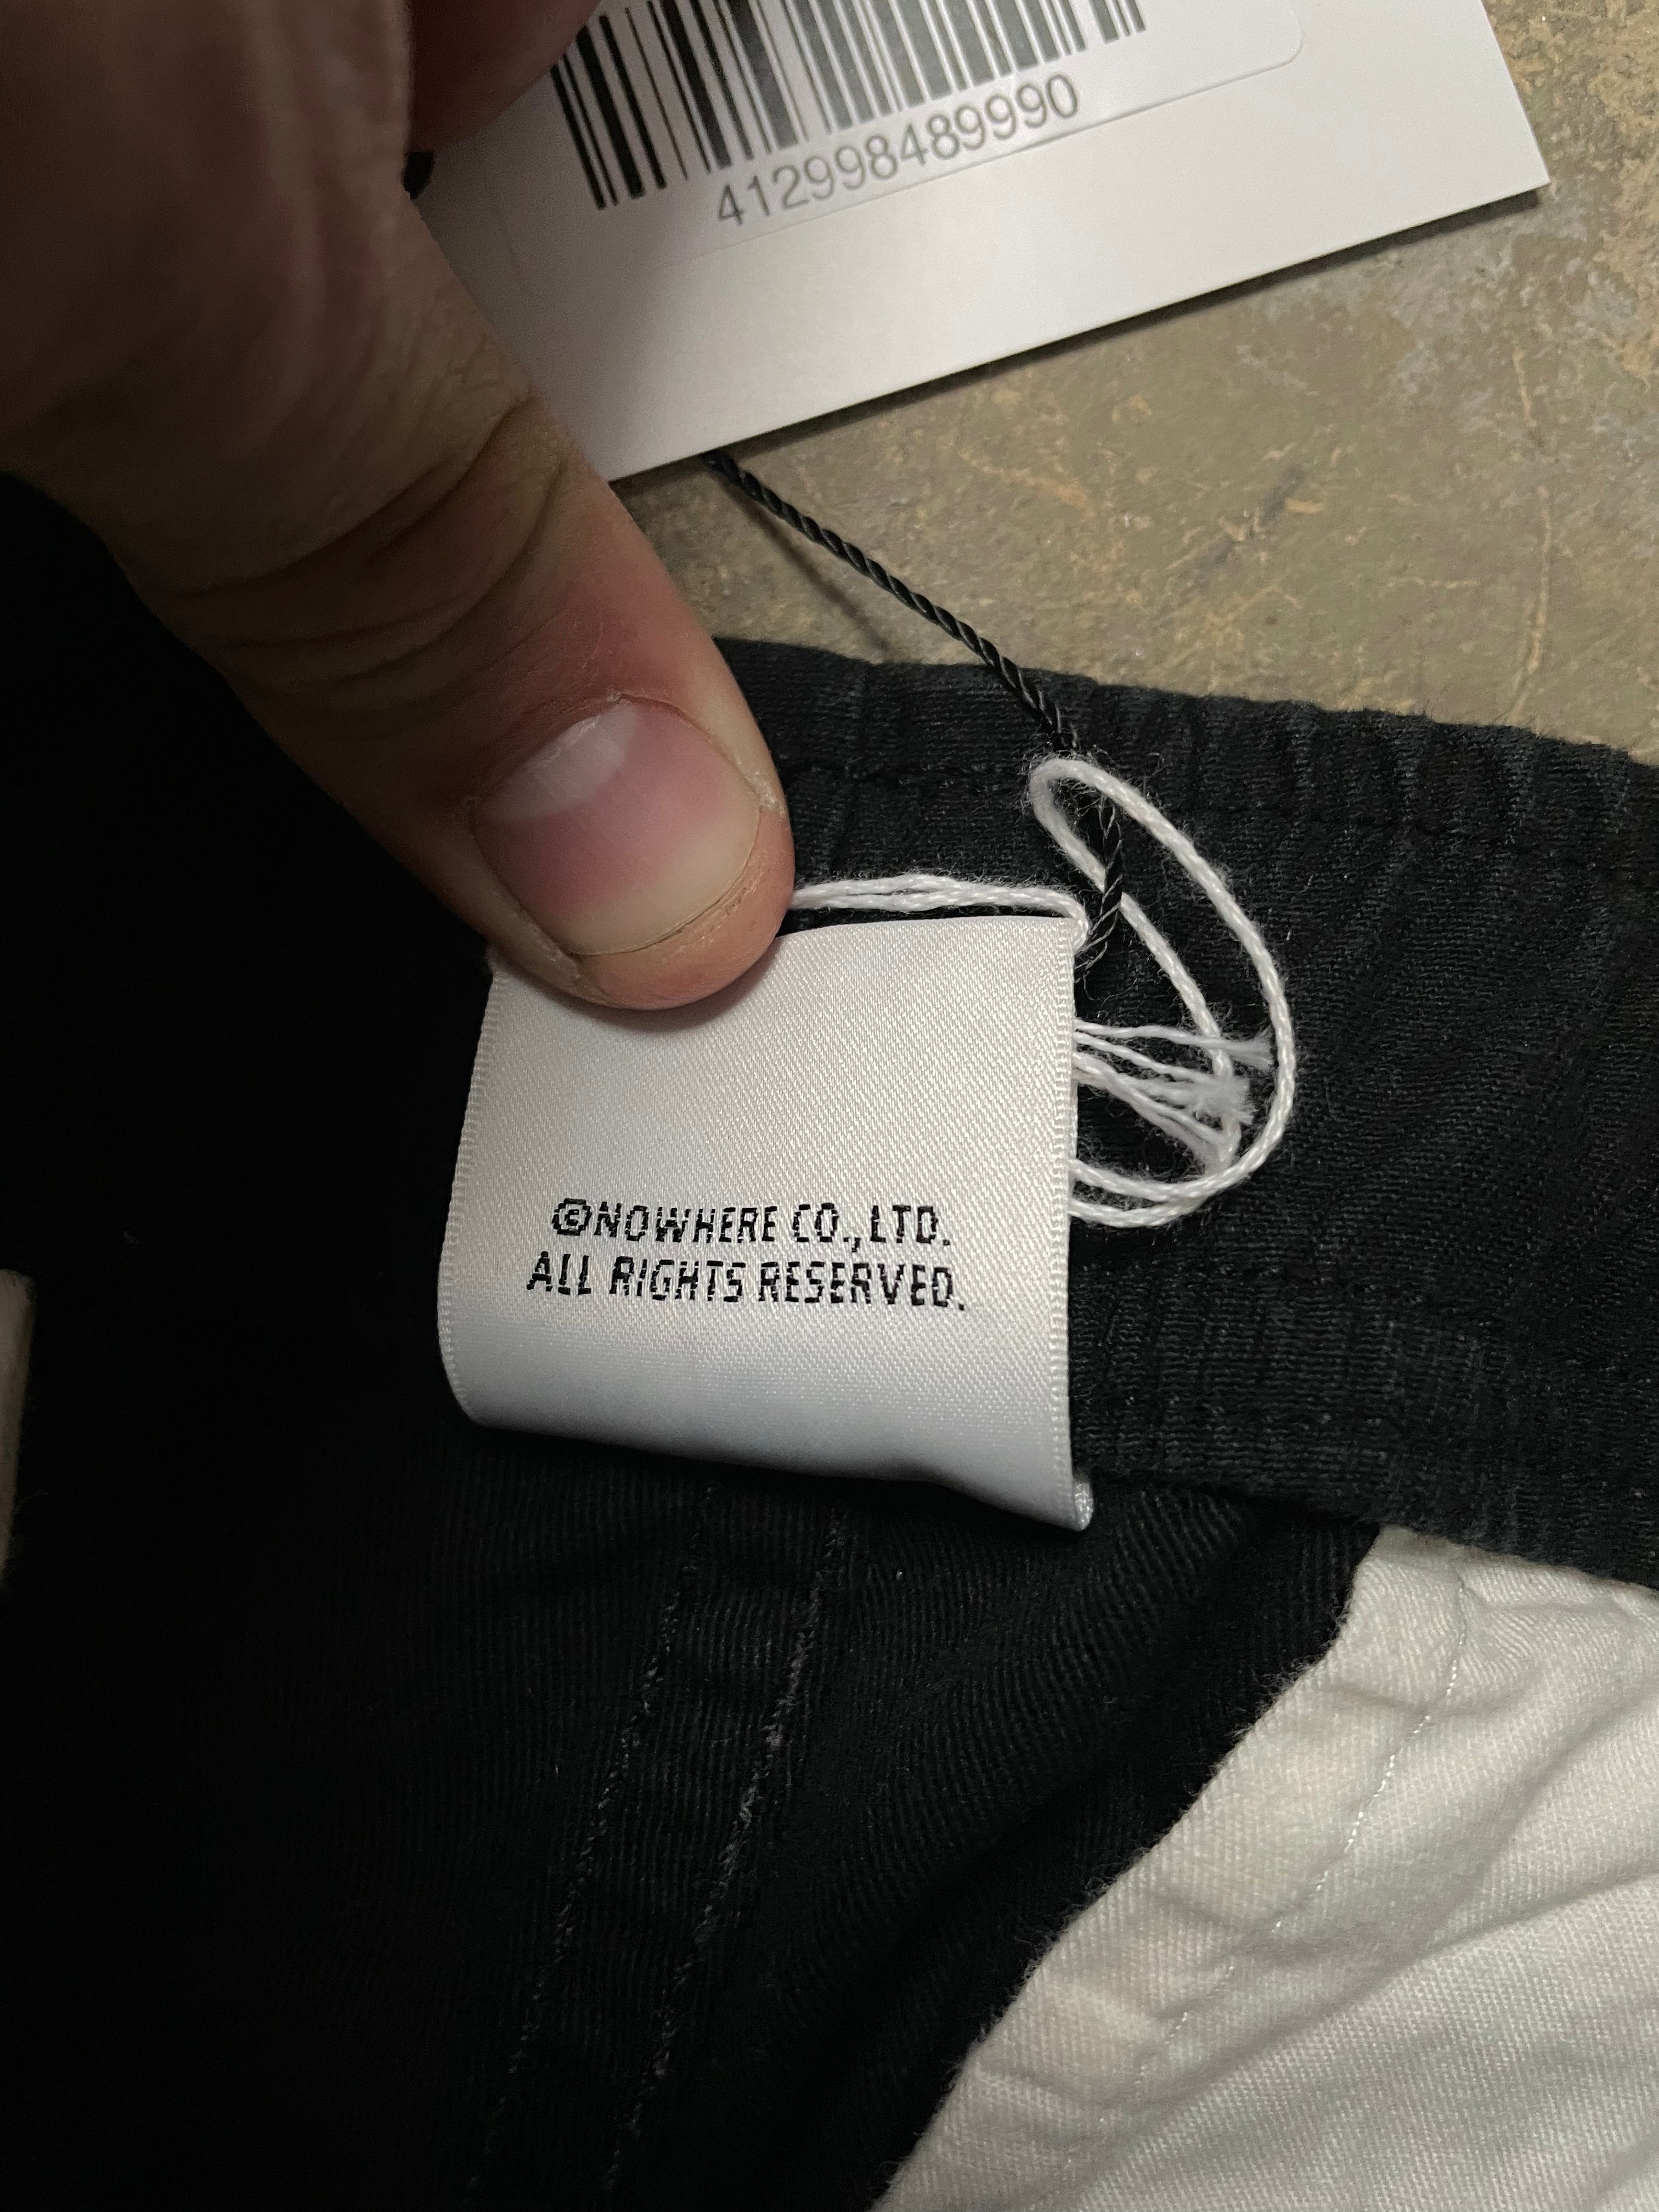 412998489990
©NOWHERE CO.,LTD.
ALL RIGHTS RESERVED.